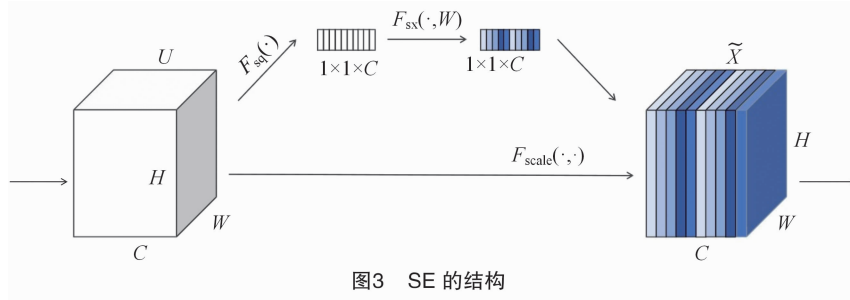 U
F_sq(·)
F_sx(·,W)
1×1×C
1×1×C
X̃
H
W
C
F_scale(·,·)
H
W
C
图3 SE 的结构